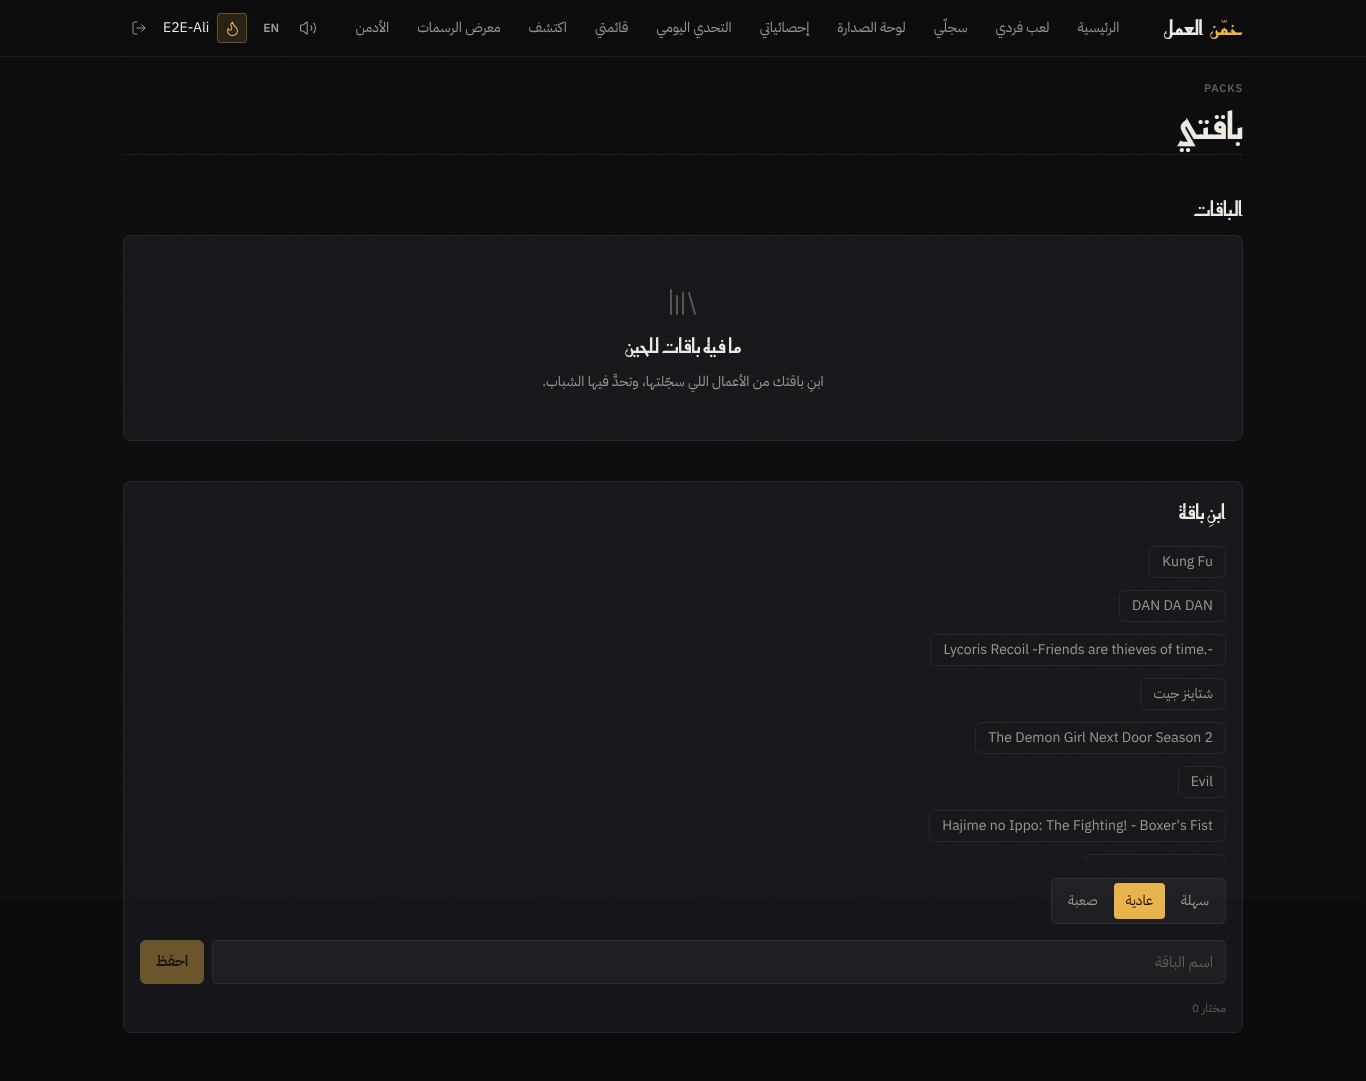 خمّن العمل
الرئيسية
لعب فردي
سجلّي
لوحة الصدارة
إحصائياتي
التحدي اليومي
قائمتي
اكتشف
معرض الرسمات
الأدمن
EN
E2E-Ali
PACKS
باقتي
الباقات
ما فيه باقات للحين
ابنِ باقتك من الأعمال اللي سجّلتها، وتحدَّ فيها الشباب.
ابنِ باقة
Kung Fu
DAN DA DAN
Lycoris Recoil -Friends are thieves of time.-
شتاينز جيت
The Demon Girl Next Door Season 2
Evil
Hajime no Ippo: The Fighting! - Boxer's Fist
سهلة
عادية
صعبة
اسم الباقة
احفظ
مختار 0